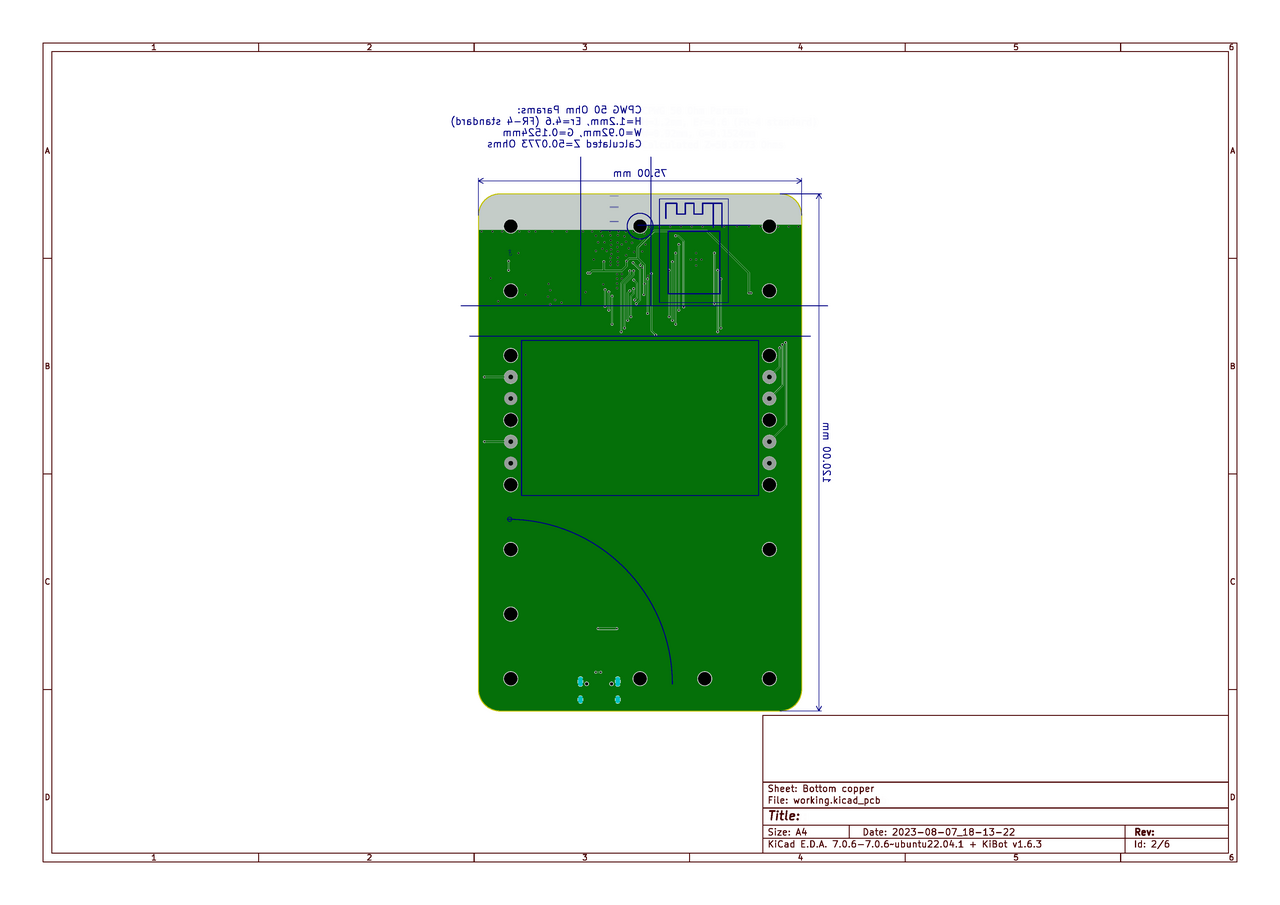 1 2 3 4 5 6
CPWG 50 Ohm Params:
H=1.2mm, Er=4.6 (FR-4 standard)
W=0.92mm, G=0.1524mm
Calculated Z=50.0773 Ohms
A A
75.00 mm
B B
120.00 mm
C C
D D
Sheet: Bottom copper
File: working.kicad_pcb
Title:
Size: A4 Date: 2023-08-07_18-13-22 Rev:
KiCad E.D.A. 7.0.6-7.0.6~ubuntu22.04.1 + KiBot v1.6.3 Id: 2/6
1 2 3 4 5 6